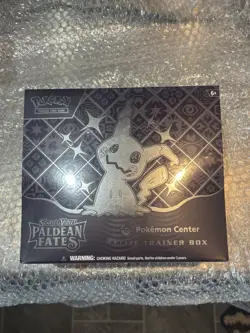 6+
Pokémon
TRADING CARD GAME
Pokémon Center
ELITE TRAINER BOX
Scarlet & Violet
PALDEAN
FATES
WARNING: CHOKING HAZARD-Small parts. Not for children under 3 years.